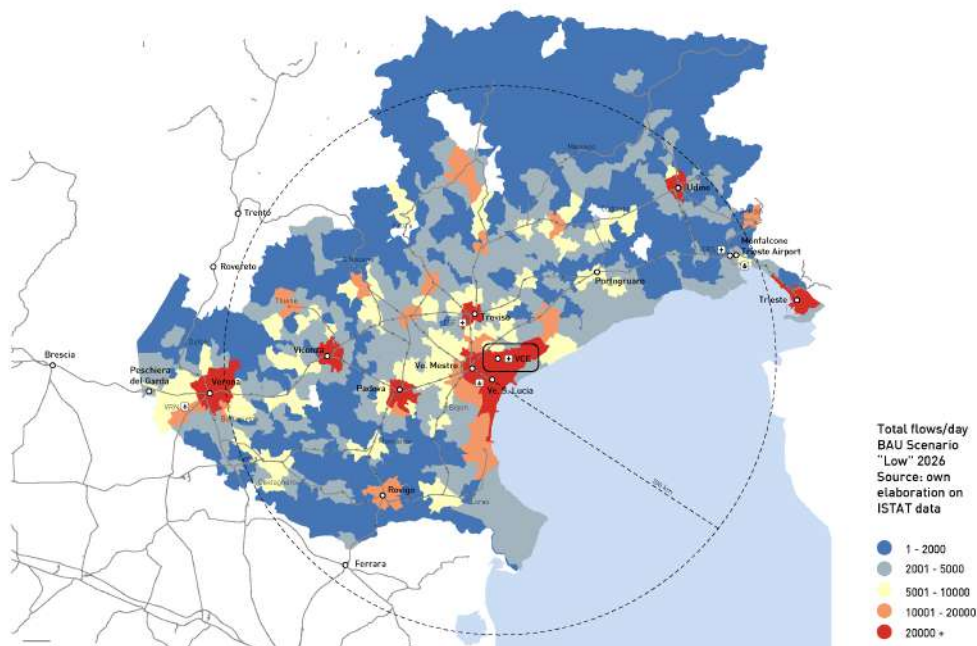 Udine
Trento
Monfalcone
Trieste Airport
Rovereto
Portogruaro
Trieste
Thiene
Treviso
Vicenza
VCE
Brescia
Ve. Mestre
Peschiera
del Garda
Verona
Padova
Ve. S. Lucia
VRN
Rovigo
Ferrara
Total flows/day
BAU Scenario
"Low" 2026
Source: own
elaboration on
ISTAT data
1 - 2000
2001 - 5000
5001 - 10000
10001 - 20000
20000 +